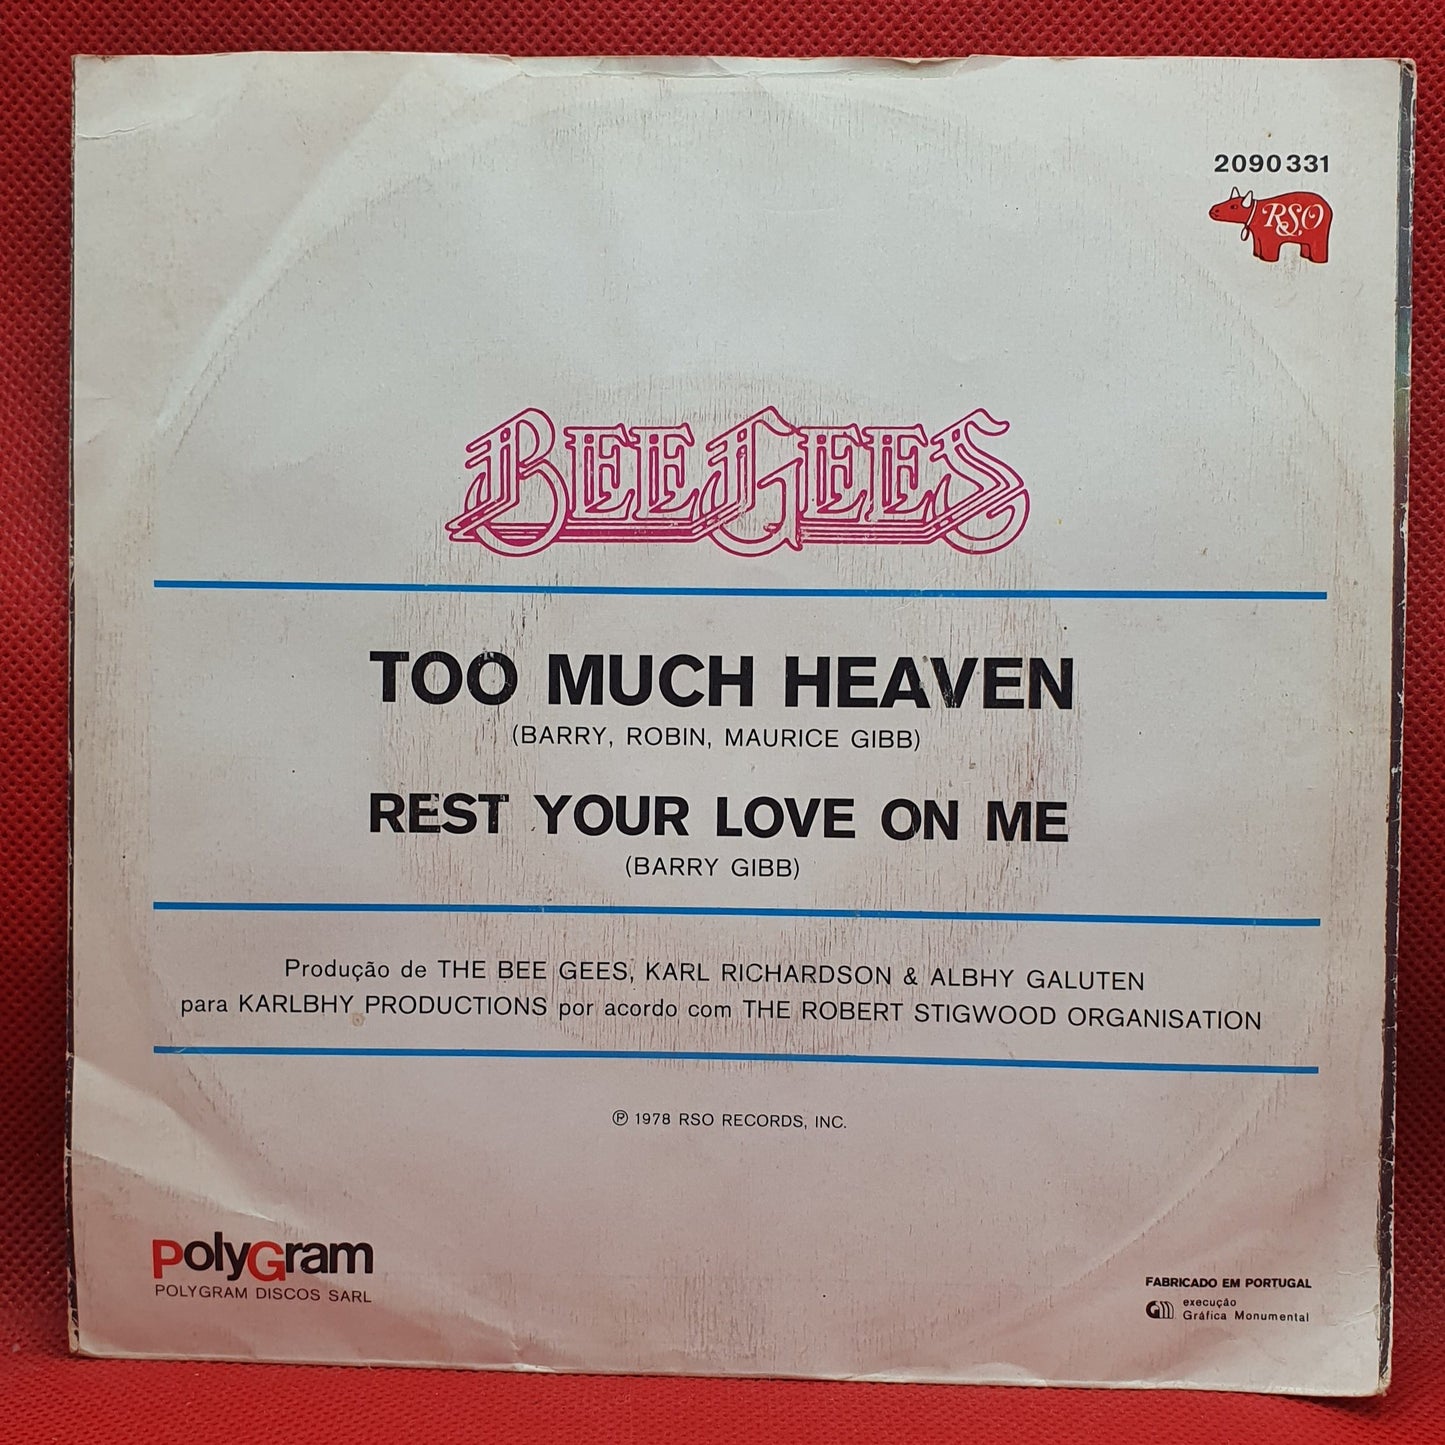 2090 331
RSO
BEE GEES
TOO MUCH HEAVEN
(BARRY, ROBIN, MAURICE GIBB)
REST YOUR LOVE ON ME
(BARRY GIBB)
Produção de THE BEE GEES, KARL RICHARDSON & ALBHY GALUTEN
para KARLBHY PRODUCTIONS por acordo com THE ROBERT STIGWOOD ORGANISATION
℗ 1978 RSO RECORDS, INC.
PolyGram
POLYGRAM DISCOS SARL
FABRICADO EM PORTUGAL
execução
Gráfica Monumental